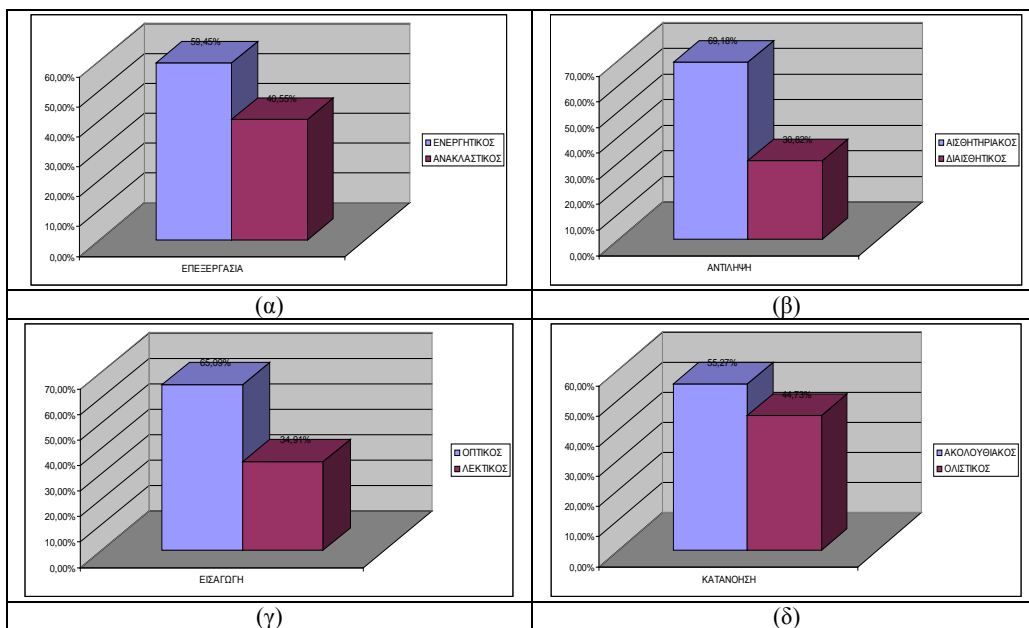 59,45%
40,55%
60,00%
50,00%
40,00%
30,00%
20,00%
10,00%
0,00%
ΕΠΕΞΕΡΓΑΣΙΑ
ΕΝΕΡΓΗΤΙΚΟΣ
ΑΝΑΚΛΑΣΤΙΚΟΣ
(α)
69,18%
30,82%
70,00%
60,00%
50,00%
40,00%
30,00%
20,00%
10,00%
0,00%
ΑΝΤΙΛΗΨΗ
ΑΙΣΘΗΤΗΡΙΑΚΟΣ
ΔΙΑΙΣΘΗΤΙΚΟΣ
(β)
65,09%
34,91%
70,00%
60,00%
50,00%
40,00%
30,00%
20,00%
10,00%
0,00%
ΕΙΣΑΓΩΓΗ
ΟΠΤΙΚΟΣ
ΛΕΚΤΙΚΟΣ
(γ)
55,27%
44,73%
60,00%
50,00%
40,00%
30,00%
20,00%
10,00%
0,00%
ΚΑΤΑΝΟΗΣΗ
ΑΚΟΛΟΥΘΙΑΚΟΣ
ΟΛΙΣΤΙΚΟΣ
(δ)